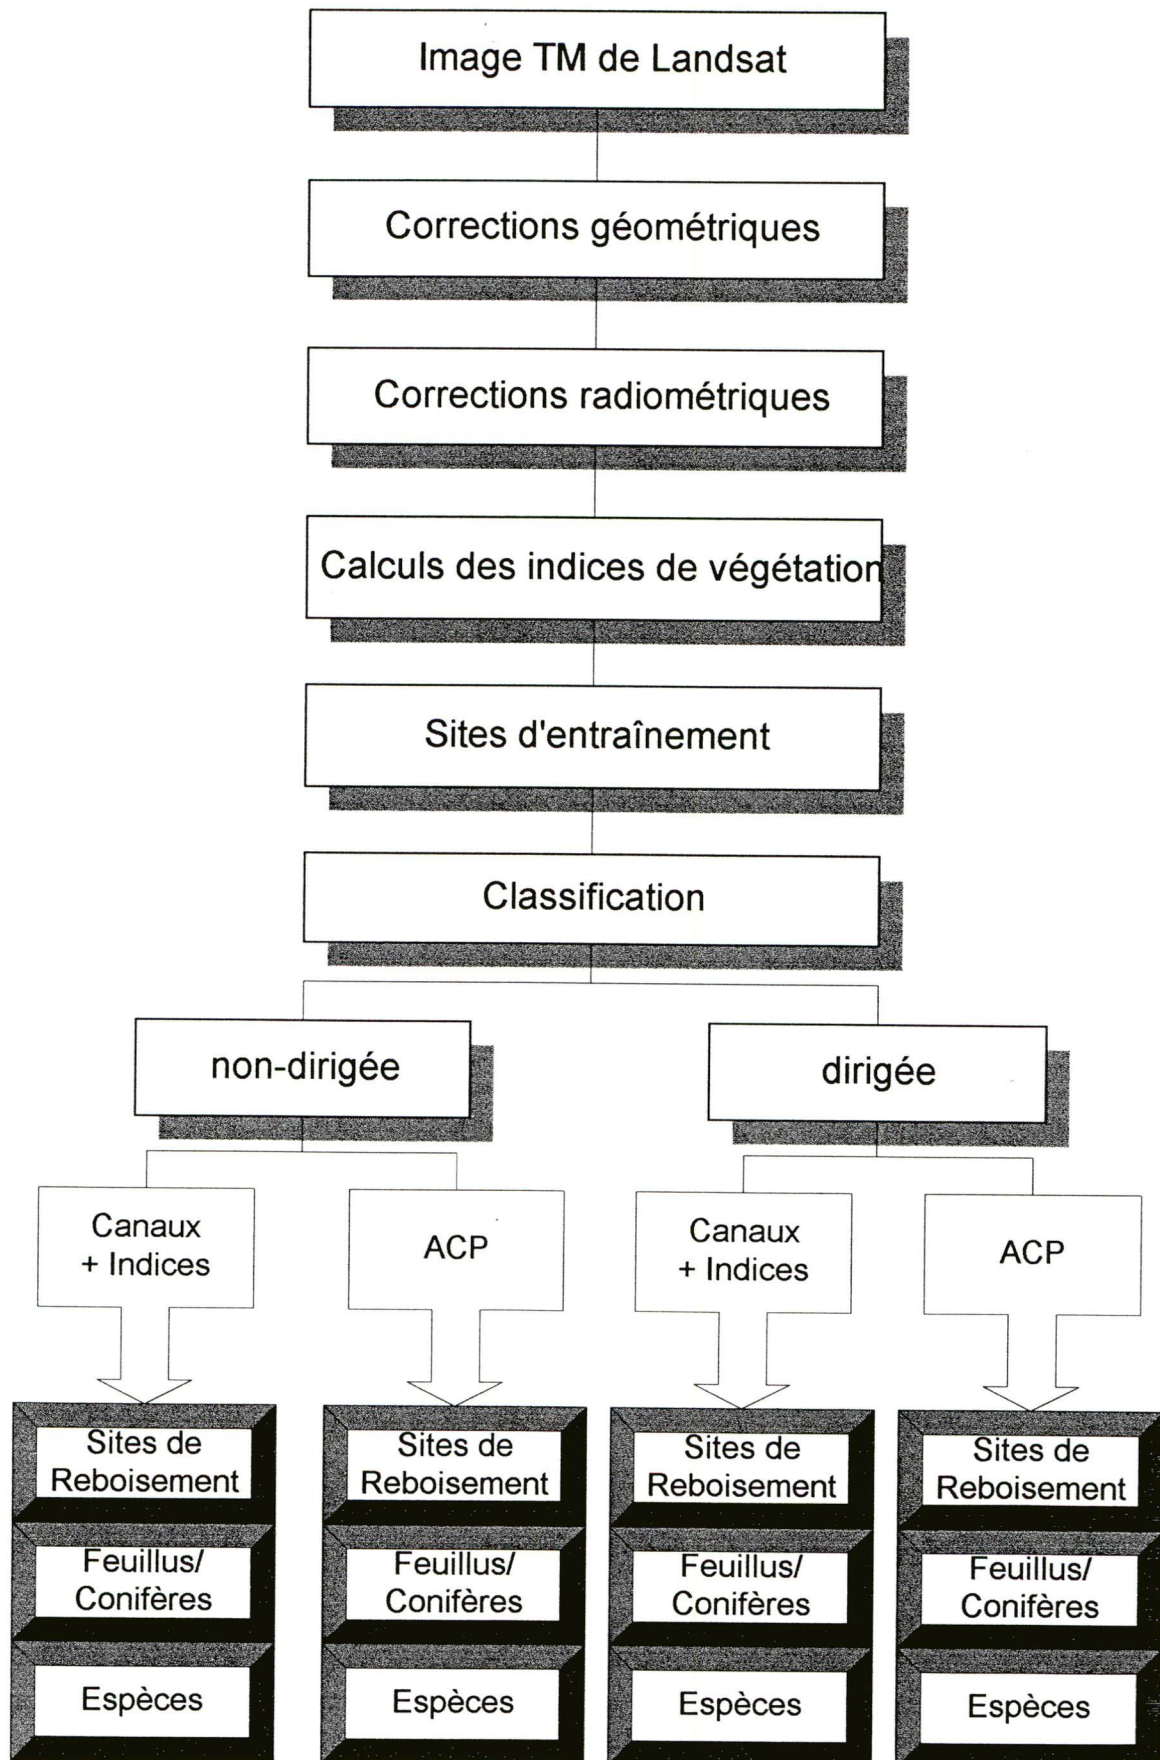 Image TM de Landsat
Corrections géométriques
Corrections radiométriques
Calculs des indices de végétation
Sites d'entraînement
Classification
non-dirigée
dirigée
Canaux
+ Indices
ACP
Canaux
+ Indices
ACP
Sites de
Reboisement
Sites de
Reboisement
Sites de
Reboisement
Sites de
Reboisement
Feuillus/
Conifères
Feuillus/
Conifères
Feuillus/
Conifères
Feuillus/
Conifères
Espèces
Espèces
Espèces
Espèces